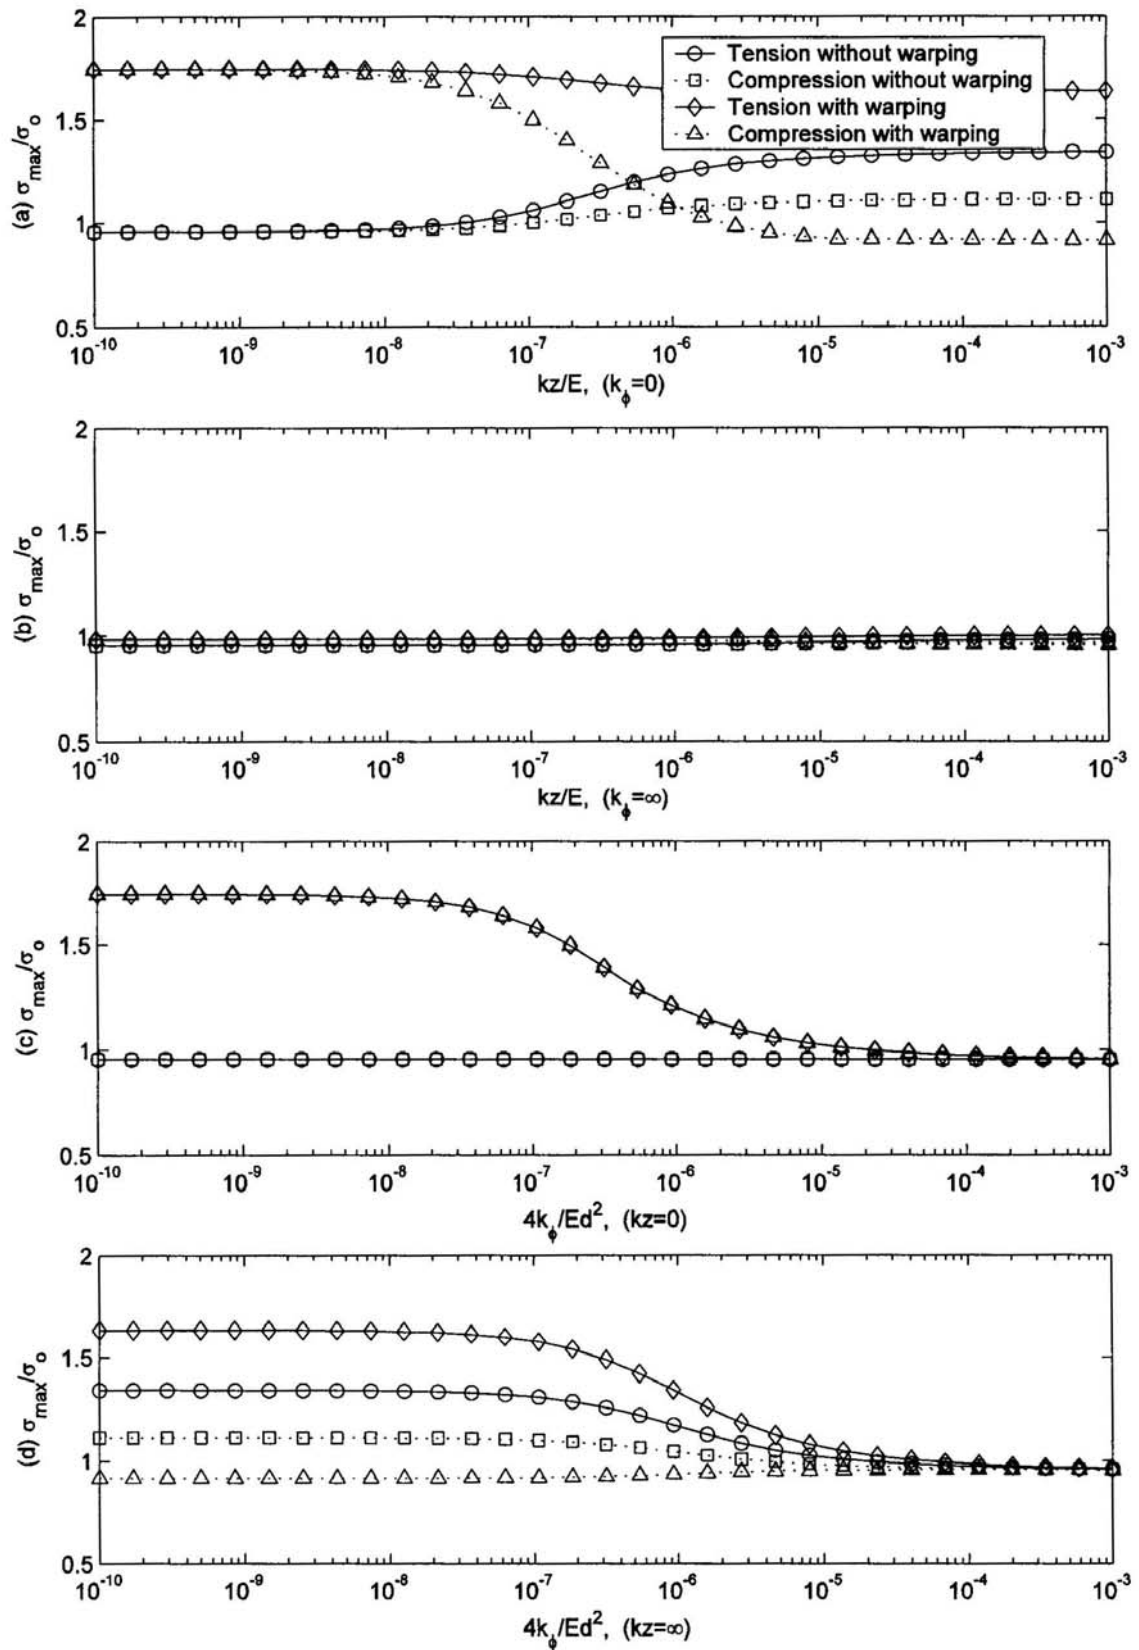 2
1.5
1
0.5
(a) σmax/σo
Tension without warping
Compression without warping
Tension with warping
Compression with warping
10⁻¹⁰ 10⁻⁹ 10⁻⁸ 10⁻⁷ 10⁻⁶ 10⁻⁵ 10⁻⁴ 10⁻³
kz/E, (kϕ=0)
2
1.5
1
0.5
(b) σmax/σo
10⁻¹⁰ 10⁻⁹ 10⁻⁸ 10⁻⁷ 10⁻⁶ 10⁻⁵ 10⁻⁴ 10⁻³
kz/E, (kϕ=∞)
2
1.5
1
0.5
(c) σmax/σo
10⁻¹⁰ 10⁻⁹ 10⁻⁸ 10⁻⁷ 10⁻⁶ 10⁻⁵ 10⁻⁴ 10⁻³
4kϕ/Ed², (kz=0)
2
1.5
1
0.5
(d) σmax/σo
10⁻¹⁰ 10⁻⁹ 10⁻⁸ 10⁻⁷ 10⁻⁶ 10⁻⁵ 10⁻⁴ 10⁻³
4kϕ/Ed², (kz=∞)